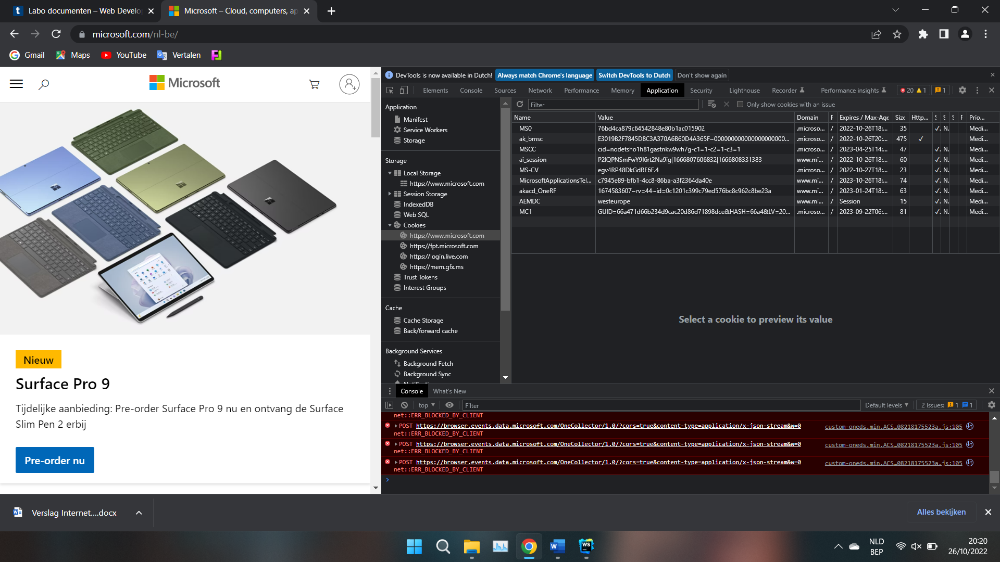 Labo documenten – Web Develo
Microsoft – Cloud, computers, ap
microsoft.com/nl-be/
Gmail
Maps
YouTube
Vertalen
Microsoft
Nieuw
Surface Pro 9
Tijdelijke aanbieding: Pre-order Surface Pro 9 nu en ontvang de Surface
Slim Pen 2 erbij
Pre-order nu
DevTools is now available in Dutch! Always match Chrome's language Switch DevTools to Dutch Don't show again
Elements Console Sources Network Performance Memory Application Security Lighthouse Recorder Performance insights 20 1 1
Application
Manifest
Service Workers
Storage
Storage
Local Storage
https://www.microsoft.com
Session Storage
IndexedDB
Web SQL
Cookies
https://www.microsoft.com
https://fpt.microsoft.com
https://login.live.com
https://mem.gfx.ms
Trust Tokens
Interest Groups
Cache
Cache Storage
Back/forward cache
Background Services
Background Fetch
Background Sync
Filter Only show cookies with an issue
Name Value Domain P Expires / Max-Age Size Http... S S S P Prio...
MS0 76bd4ca879c64542848e80b1ac015902 .microso... / 2022-10-26T18:... 35 ✓ N. Medi...
ak_bmsc E3019B2F7845D8C3A370A6B60D4A365F~000000000000000000000... .microso... / 2022-10-26T20:... 475 ✓ Medi...
MSCC cid=nodetsho1h81gastnkw9wh7g-c1=1-c2=1-c3=1 .microso... / 2023-04-25T14:... 47 ✓ N. Medi...
ai_session P2IQPNSmFwY9I6rt2Na9ig|1666807606832|1666808331383 www.mi... / 2022-10-26T18:... 60 ✓ N. Medi...
MS-CV egv4RP48DkGdRE6F.4 .microso... / 2022-10-27T18:... 23 ✓ N. Medi...
MicrosoftApplicationsTel... c7945e89-bfb1-4cc8-86ba-a3f2364da40e www.mi... / 2023-10-26T18:... 74 ✓ N. Medi...
akacd_OneRF 1674583607~rv=44~id=0c1201c399c79ed576bc8c962c8be23a www.mi... / 2023-01-24T18:... 63 ✓ N. Medi...
AEMDC westeurope www.mi... / Session 15 ✓ N. Medi...
MC1 GUID=66a471d66b234d9cac20d86d71898dce&HASH=66a4&LV=20... .microso... / 2023-09-22T06:... 81 ✓ N. Medi...
Select a cookie to preview its value
Console What's New
top Filter Default levels 2 Issues: 1 1
net::ERR_BLOCKED_BY_CLIENT
POST https://browser.events.data.microsoft.com/OneCollector/1.0/?cors=true&content-type=application/x-json-stream&w=0 custom-oneds.min.ACS…08218175523a.js:105
net::ERR_BLOCKED_BY_CLIENT
POST https://browser.events.data.microsoft.com/OneCollector/1.0/?cors=true&content-type=application/x-json-stream&w=0 custom-oneds.min.ACS…08218175523a.js:105
net::ERR_BLOCKED_BY_CLIENT
POST https://browser.events.data.microsoft.com/OneCollector/1.0/?cors=true&content-type=application/x-json-stream&w=0 custom-oneds.min.ACS…08218175523a.js:105
net::ERR_BLOCKED_BY_CLIENT
Verslag Internet....docx
Alles bekijken
NLD
BEP
20:20
26/10/2022